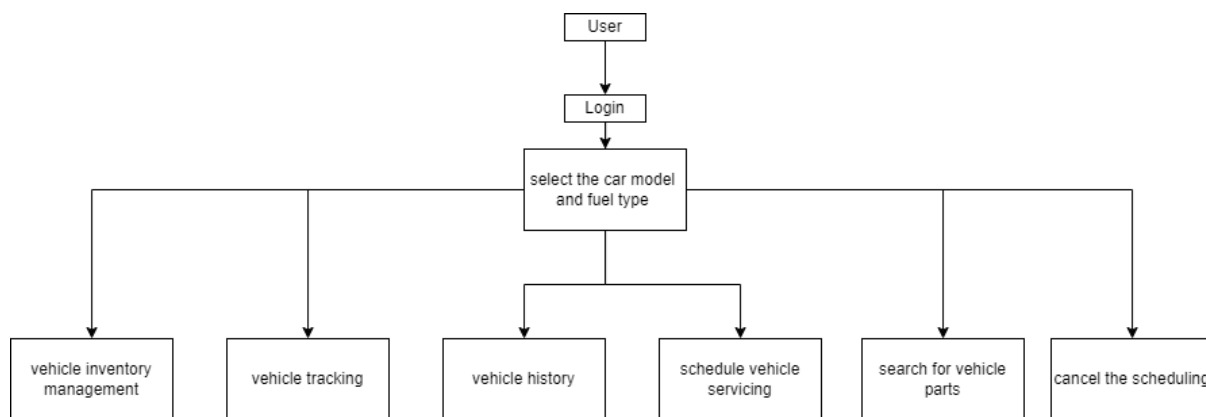 User
Login
select the car model
and fuel type
vehicle inventory
management
vehicle tracking
vehicle history
schedule vehicle
servicing
search for vehicle
parts
cancel the scheduling